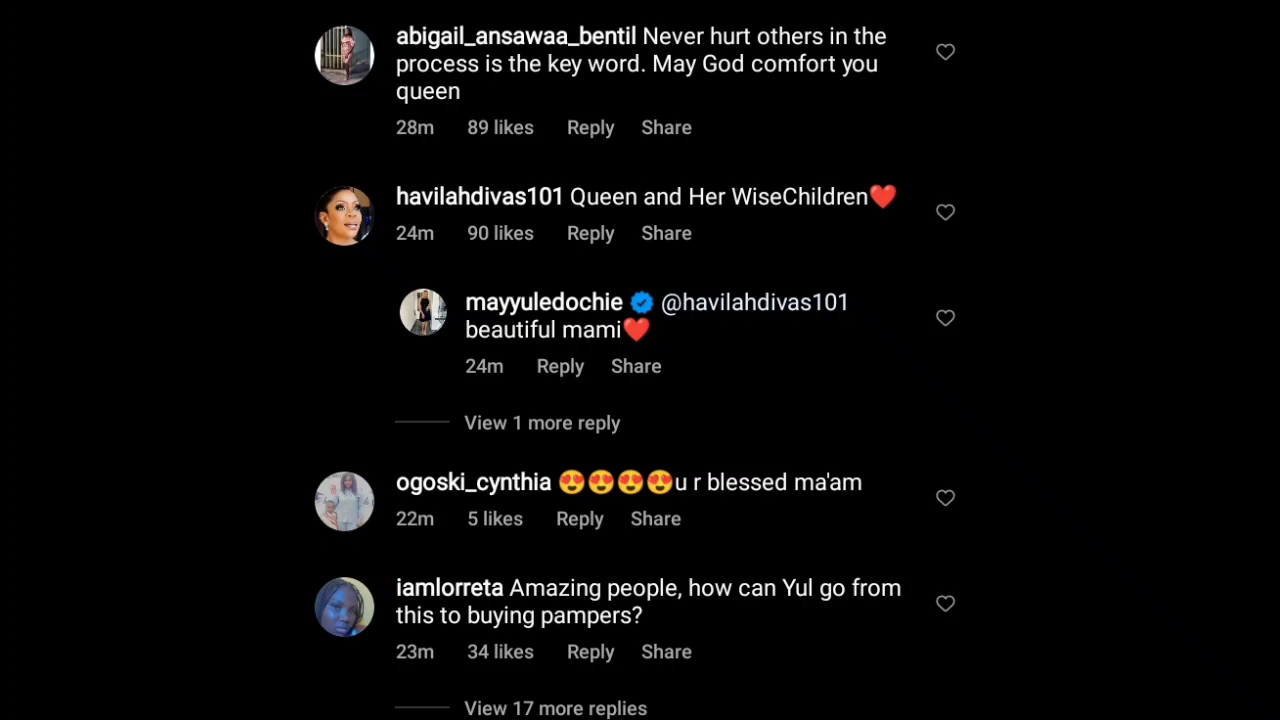 abigail_ansawaa_bentil Never hurt others in the
process is the key word. May God comfort you
queen
28m 89 likes Reply Share
havilahdivas101 Queen and Her WiseChildren❤️
24m 90 likes Reply Share
mayyuledochie @havilahdivas101
beautiful mami❤️
24m Reply Share
View 1 more reply
ogoski_cynthia 😍😍😍😍u r blessed ma'am
22m 5 likes Reply Share
iamlorreta Amazing people, how can Yul go from
this to buying pampers?
23m 34 likes Reply Share
View 17 more replies